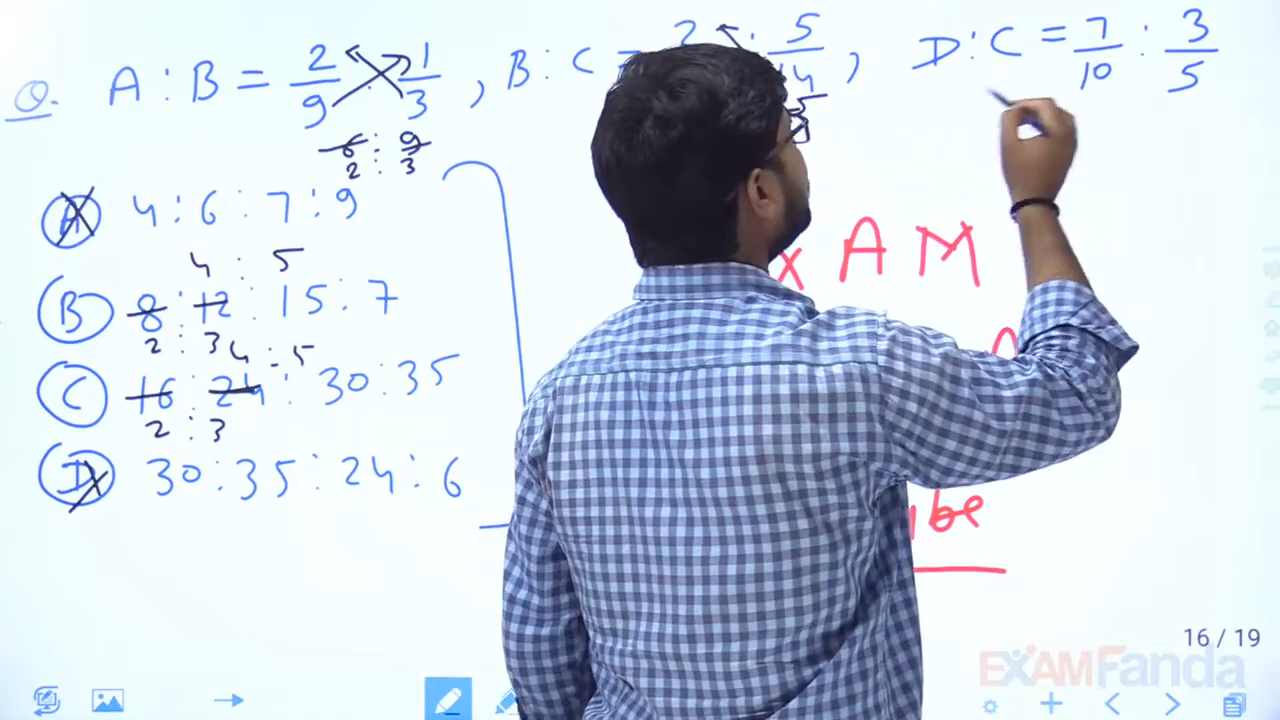 Q. A : B = 2/9 : 1/3 , B : C = 2 : 5/14 , D : C = 7/10 : 3/5
6 : 9
2 : 3
A 4 : 6 : 7 : 9
4 : 5
B 8 : 12 : 15 : 7
2 : 3
4 : 5
C 16 : 24 : 30 : 35
2 : 3
D 30 : 35 : 24 : 6
X A M
be
16 / 19
EXAMFanda